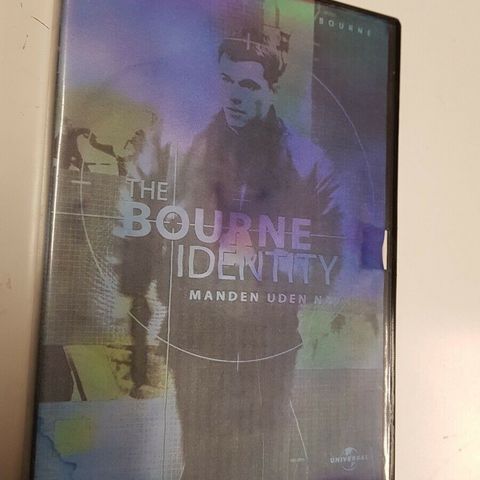 BOURNE
THE
BOURNE
IDENTITY
MANDEN UDEN
UNIVERSAL